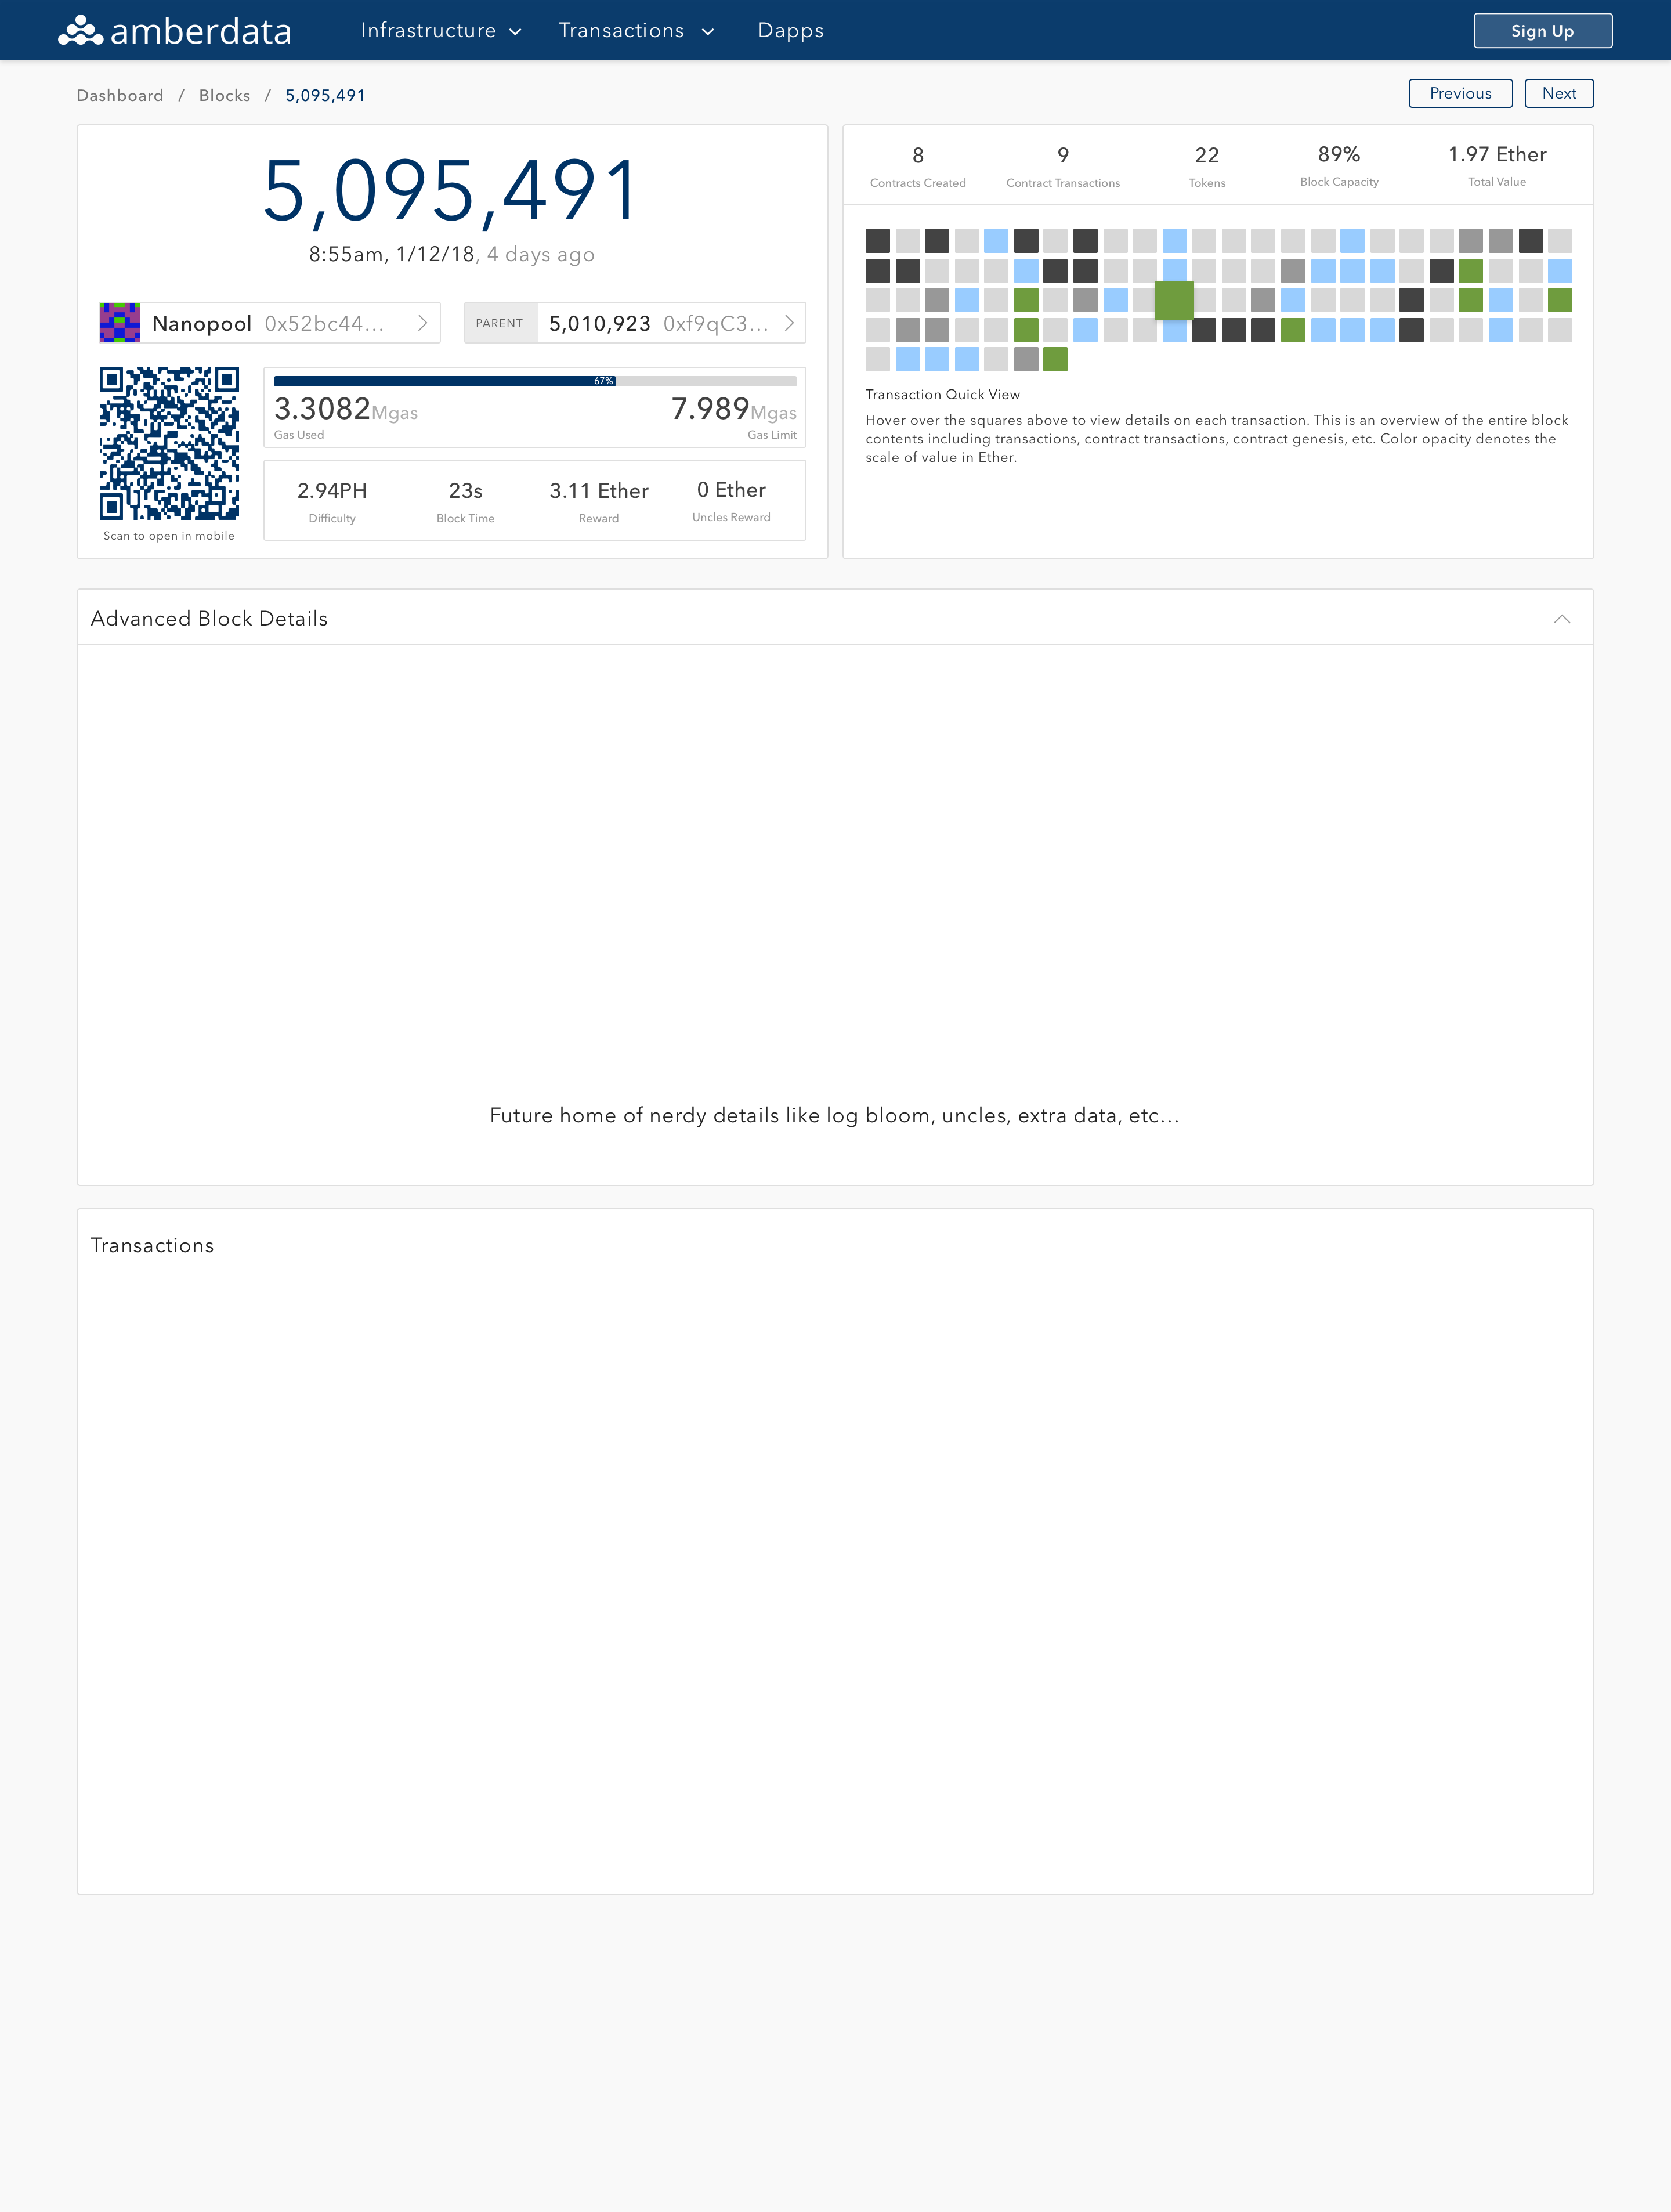 amberdata Infrastructure Transactions Dapps Sign Up
Dashboard / Blocks / 5,095,491 Previous Next
5,095,491
8:55am, 1/12/18, 4 days ago
Nanopool 0x52bc44... PARENT 5,010,923 0xf9qC3...
67%
3.3082Mgas 7.989Mgas
Gas Used Gas Limit
2.94PH 23s 3.11 Ether 0 Ether
Difficulty Block Time Reward Uncles Reward
Scan to open in mobile
8 9 22 89% 1.97 Ether
Contracts Created Contract Transactions Tokens Block Capacity Total Value
Transaction Quick View
Hover over the squares above to view details on each transaction. This is an overview of the entire block
contents including transactions, contract transactions, contract genesis, etc. Color opacity denotes the
scale of value in Ether.
Advanced Block Details
Future home of nerdy details like log bloom, uncles, extra data, etc...
Transactions